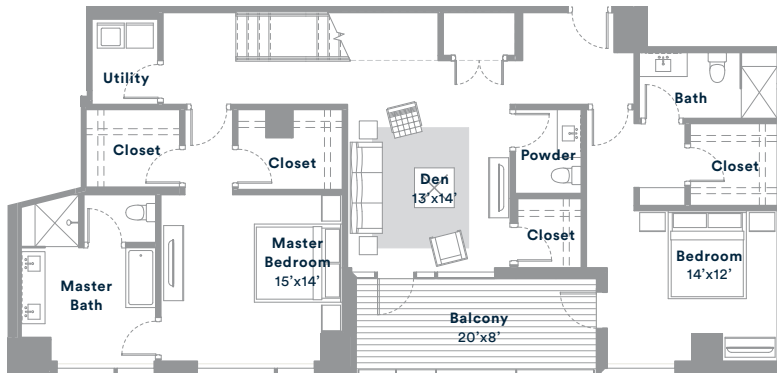 Utility
Bath
Closet
Closet
Powder
Closet
Den
13'x14'
Closet
Master
Bedroom
15'x14'
Bedroom
14'x12'
Master
Bath
Balcony
20'x8'